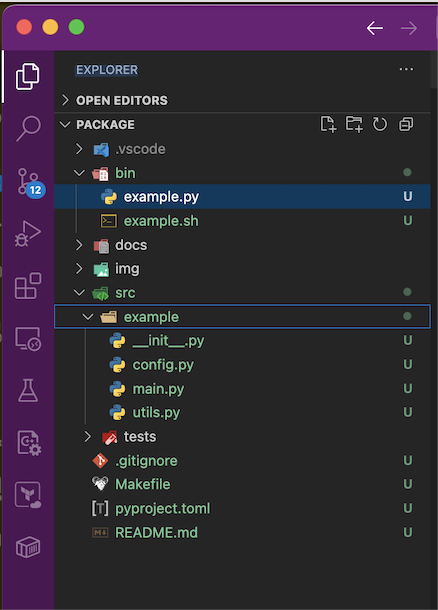 EXPLORER
OPEN EDITORS
PACKAGE
.vscode
bin
example.py U
example.sh U
docs
img
12
src
example
__init__.py U
config.py U
main.py U
utils.py U
tests
.gitignore U
Makefile U
pyproject.toml U
README.md U